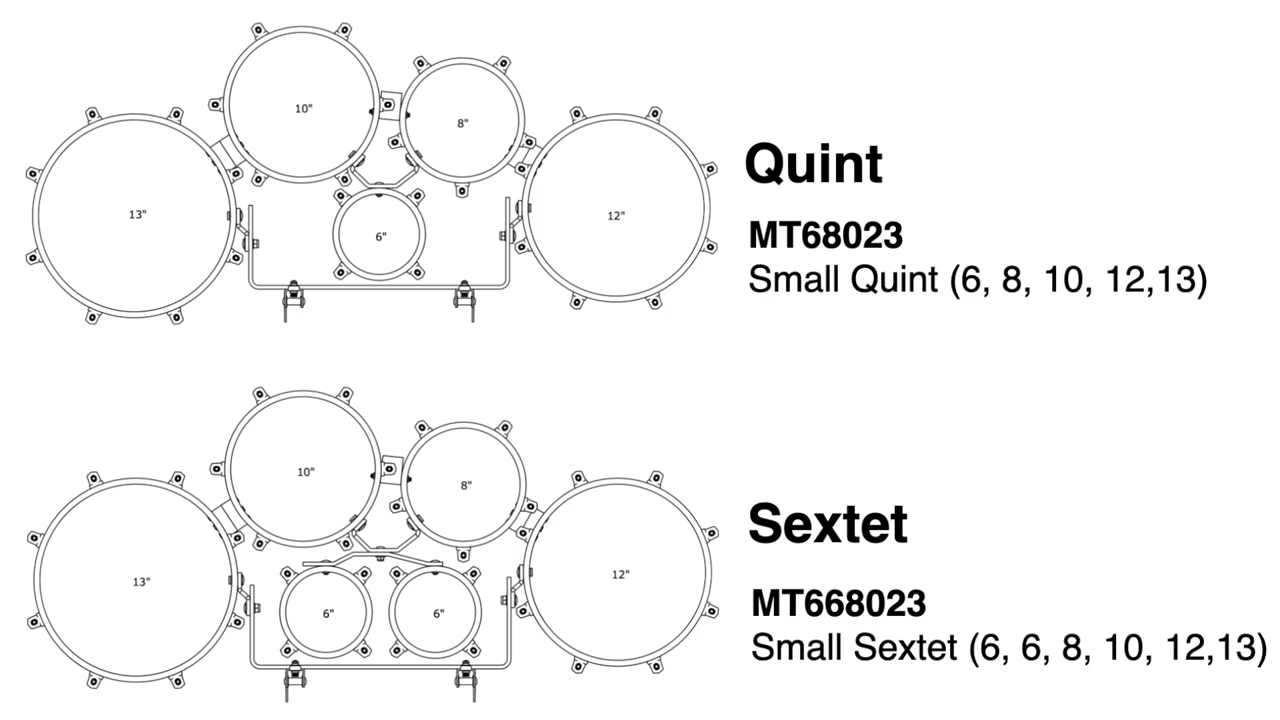 10"
8"
13"
12"
6"
Quint
MT68023
Small Quint (6, 8, 10, 12,13)
10"
8"
13"
12"
6"
6"
Sextet
MT668023
Small Sextet (6, 6, 8, 10, 12,13)